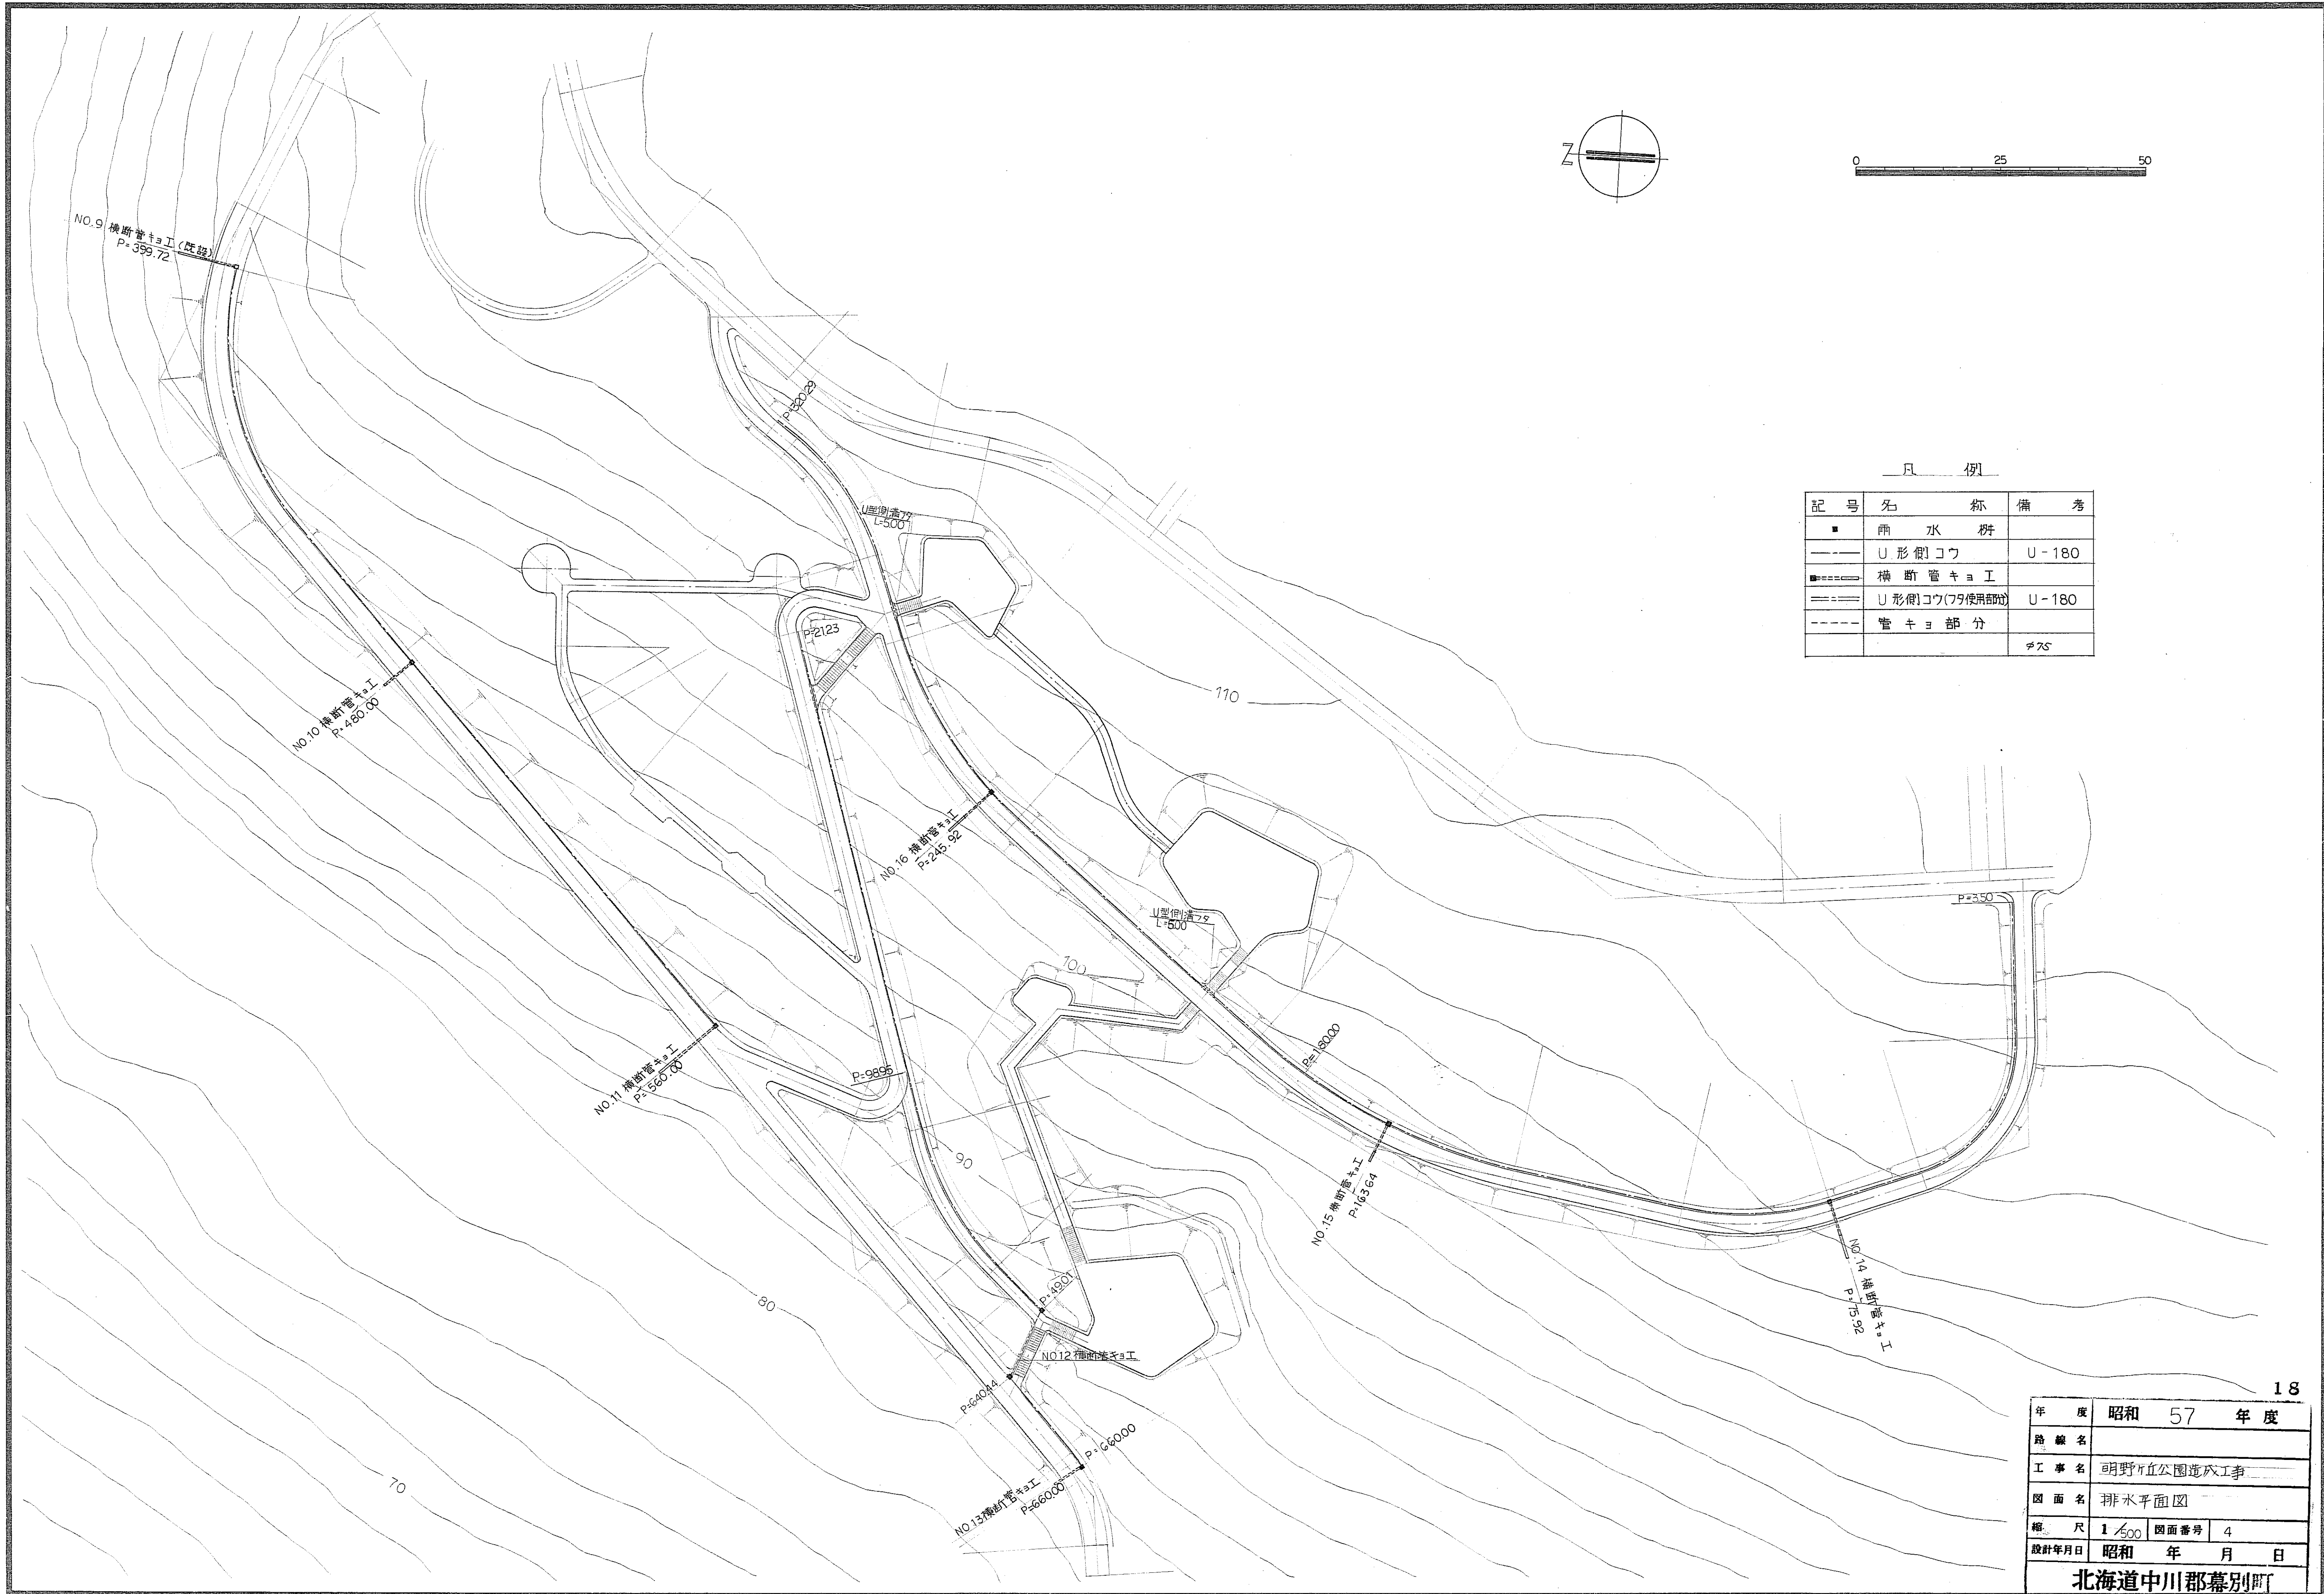 Z
0 25 50
NO.9 横断管キョ工(既設)
P=399.72
P=320.29
U型側溝フタ
L=5.00
P=21.23
NO.10 横断管キョ工
P=480.00
110
NO.16 横断管キョ工
P=245.92
U型側溝フタ
L=5.00
100
P=3.50
NO.11 横断管キョ工
P=560.00
P=98.95
P=180.00
90
NO.15 横断管キョ工
P=163.64
NO.14 横断管キョ工
P=75.92
80
P=49.01
NO12横断管キョ工
P=640.44
P=660.00
NO.13横断管キョ工
P=660.00
70
凡 例
記 号 名 称 備 考
雨 水 桝
U形側コウ U-180
横 断 管 キ ョ 工
U形側コウ(フタ使用部分) U-180
管 キ ョ 部 分
φ75
18
年 度 昭和 57 年 度
路 線 名
工 事 名 明野ヶ丘公園造成工事
図 面 名 排水平面図
縮 尺 1/500 図面番号 4
設計年月日 昭和 年 月 日
北海道中川郡幕別町